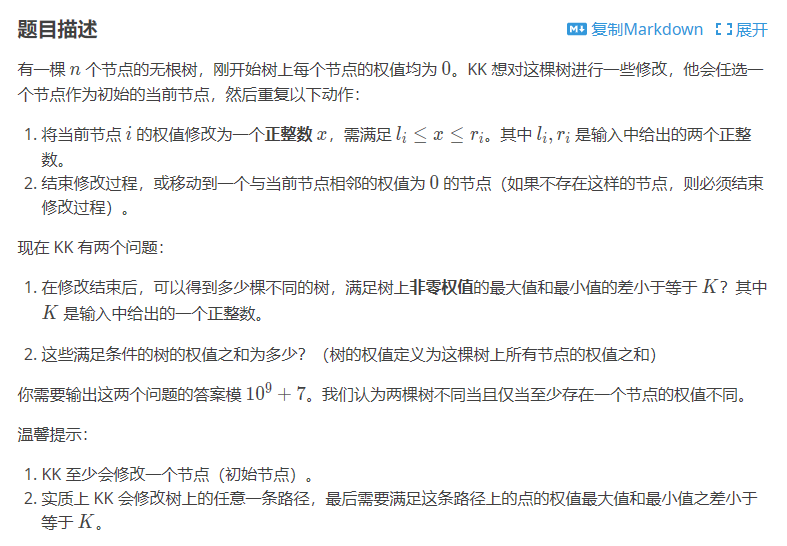 题目描述 复制Markdown 展开
有一棵 n 个节点的无根树，刚开始树上每个节点的权值均为 0。KK 想对这棵树进行一些修改，他会任选一
个节点作为初始的当前节点，然后重复以下动作：
1. 将当前节点 i 的权值修改为一个正整数 x，需满足 lᵢ ≤ x ≤ rᵢ。其中 lᵢ, rᵢ 是输入中给出的两个正整
数。
2. 结束修改过程，或移动到一个与当前节点相邻的权值为 0 的节点（如果不存在这样的节点，则必须结束
修改过程）。
现在 KK 有两个问题：
1. 在修改结束后，可以得到多少棵不同的树，满足树上非零权值的最大值和最小值的差小于等于 K？其中
K 是输入中给出的一个正整数。
2. 这些满足条件的树的权值之和为多少？（树的权值定义为这棵树上所有节点的权值之和）
你需要输出这两个问题的答案模 10⁹ + 7。我们认为两棵树不同当且仅当至少存在一个节点的权值不同。
温馨提示：
1. KK 至少会修改一个节点（初始节点）。
2. 实质上 KK 会修改树上的任意一条路径，最后需要满足这条路径上的点的权值最大值和最小值之差小于
等于 K。